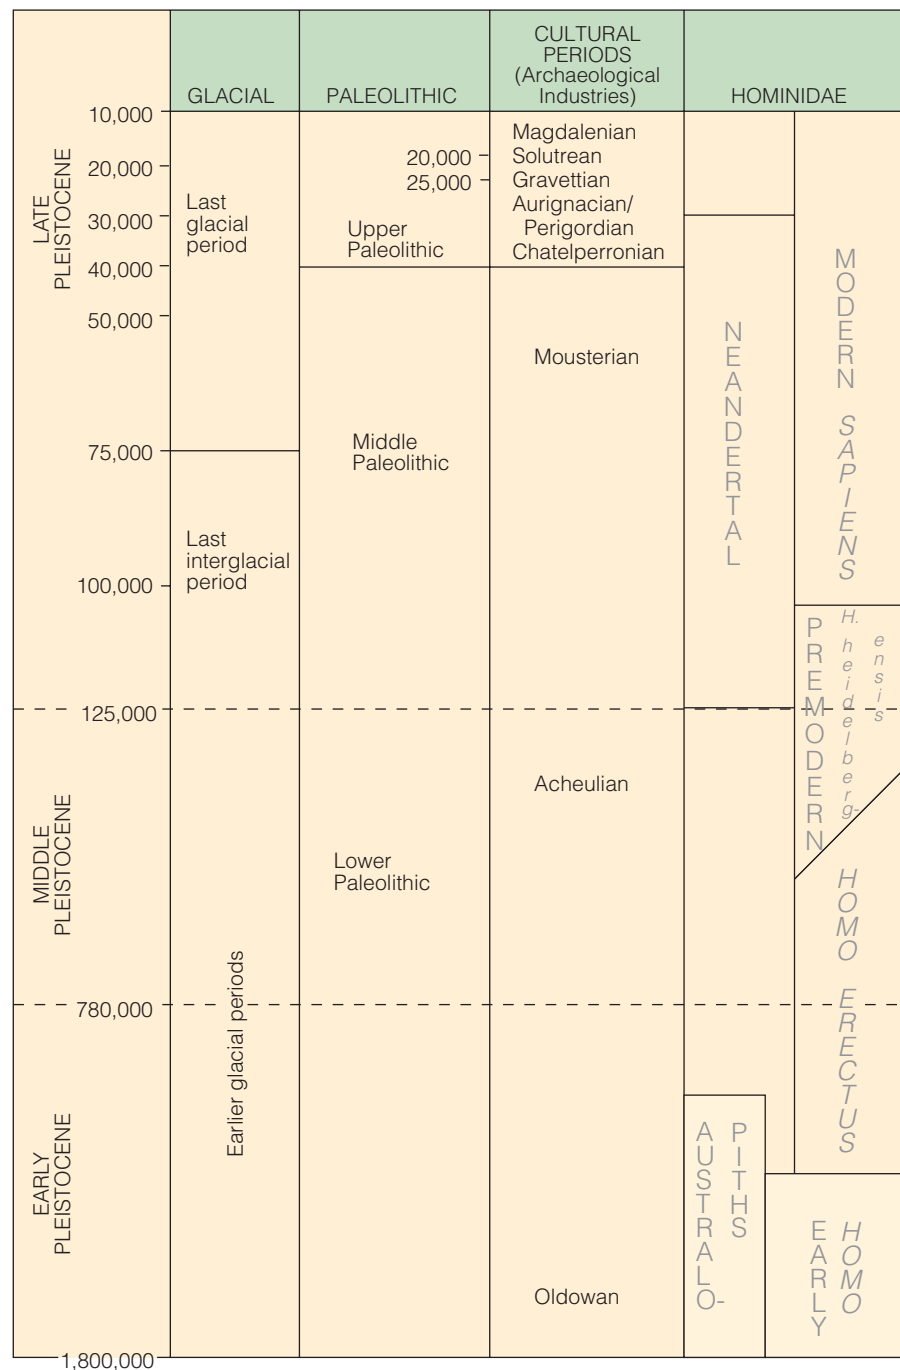 GLACIAL
PALEOLITHIC
CULTURAL
PERIODS
(Archaeological
Industries)
HOMINIDAE
LATE
PLEISTOCENE
10,000
20,000
30,000
40,000
50,000
75,000
100,000
125,000
MIDDLE
PLEISTOCENE
780,000
EARLY
PLEISTOCENE
1,800,000
Last
glacial
period
Last
interglacial
period
Earlier glacial periods
20,000
25,000
Upper
Paleolithic
Middle
Paleolithic
Lower
Paleolithic
Magdalenian
Solutrean
Gravettian
Aurignacian/
Perigordian
Chatelperronian
Mousterian
Acheulian
Oldowan
NEANDERTAL
MODERN SAPIENS
PREMODERN
H. heidelberg-
ensis
HOMO ERECTUS
AUSTRALO-
PITHS
EARLY
HOMO